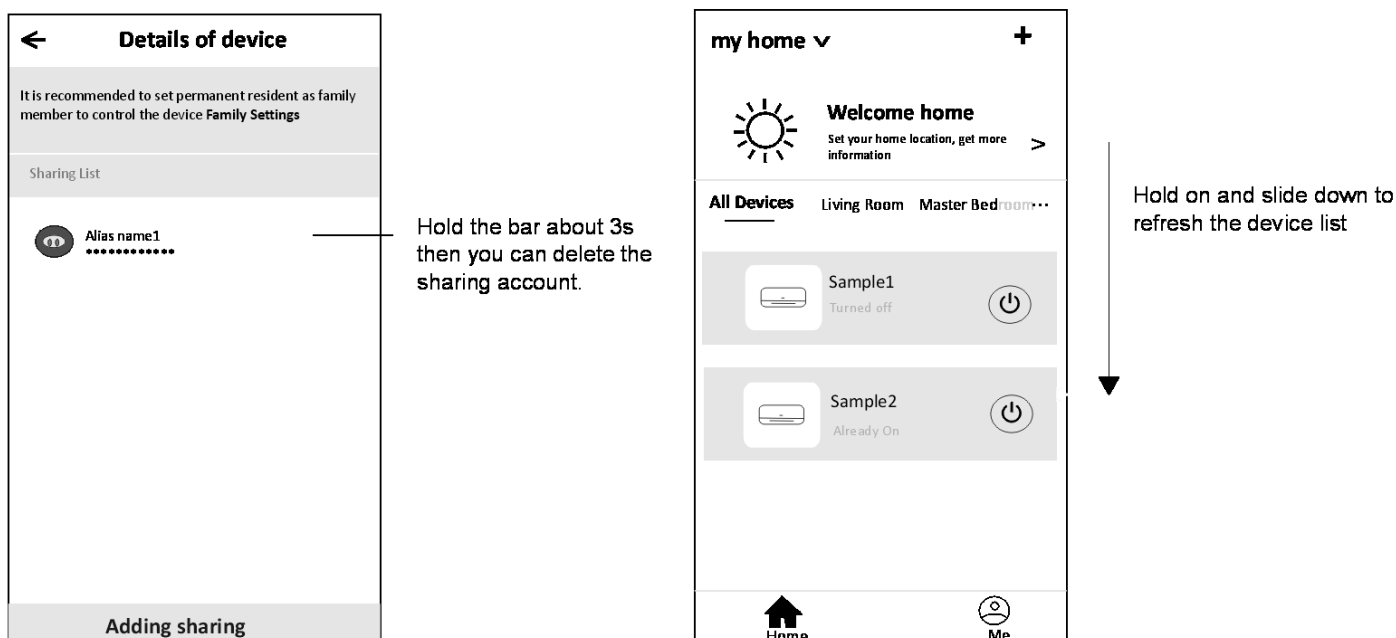 ← Details of device
It is recommended to set permanent resident as family
member to control the device Family Settings
Sharing List
Alias name1
************
Adding sharing
Hold the bar about 3s
then you can delete the
sharing account.
my home ∨ +
Welcome home
Set your home location, get more
information
>
All Devices Living Room Master Bedroom···
Sample1
Turned off
Sample2
Already On
Home Me
Hold on and slide down to
refresh the device list